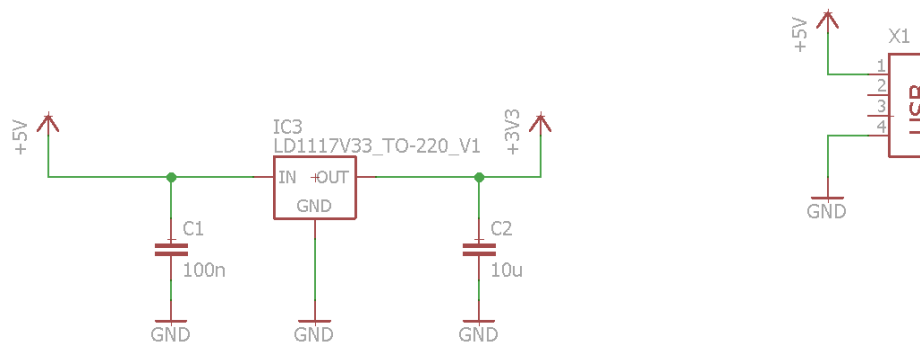 +5V
X1
1
2
3
4
USB
GND
+5V
IC3
LD1117V33_TO-220_V1
IN
OUT
GND
+3V3
C1
100n
C2
10u
GND
GND
GND